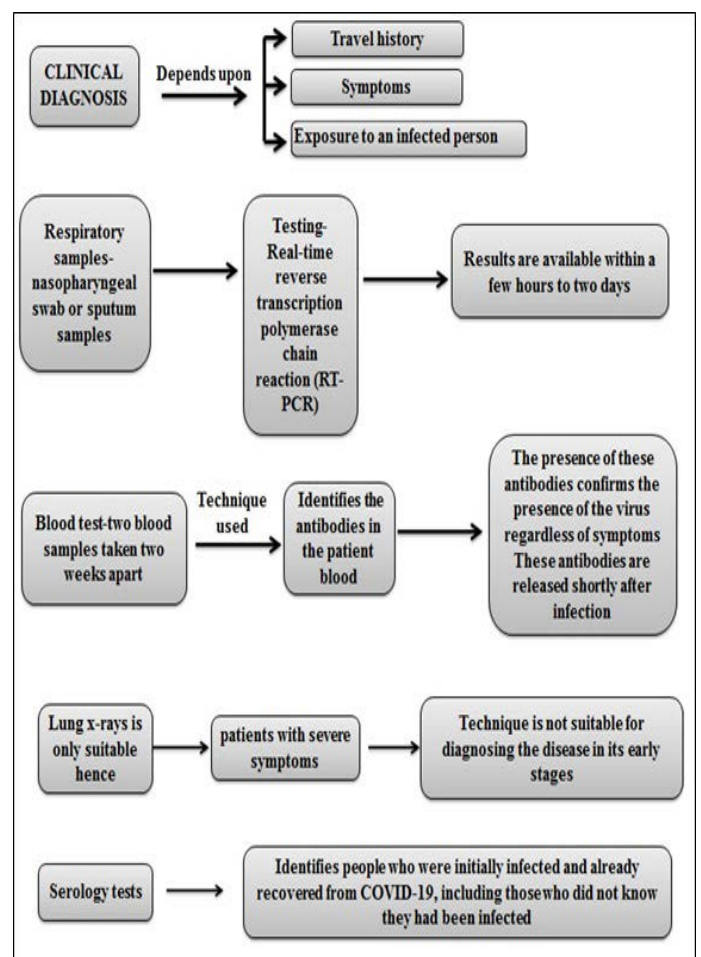 CLINICAL
DIAGNOSIS
Depends upon
Travel history
Symptoms
Exposure to an infected person
Respiratory
samples-
nasopharyngeal
swab or sputum
samples
Testing-
Real-time
reverse
transcription
polymerase
chain
reaction (RT-
PCR)
Results are available within a
few hours to two days
Blood test-two blood
samples taken two
weeks apart
Technique
used
Identifies the
antibodies in
the patient
blood
The presence of these
antibodies confirms the
presence of the virus
regardless of symptoms
These antibodies are
released shortly after
infection
Lung x-rays is
only suitable
hence
patients with severe
symptoms
Technique is not suitable for
diagnosing the disease in its early
stages
Serology tests
Identifies people who were initially infected and already
recovered from COVID-19, including those who did not know
they had been infected